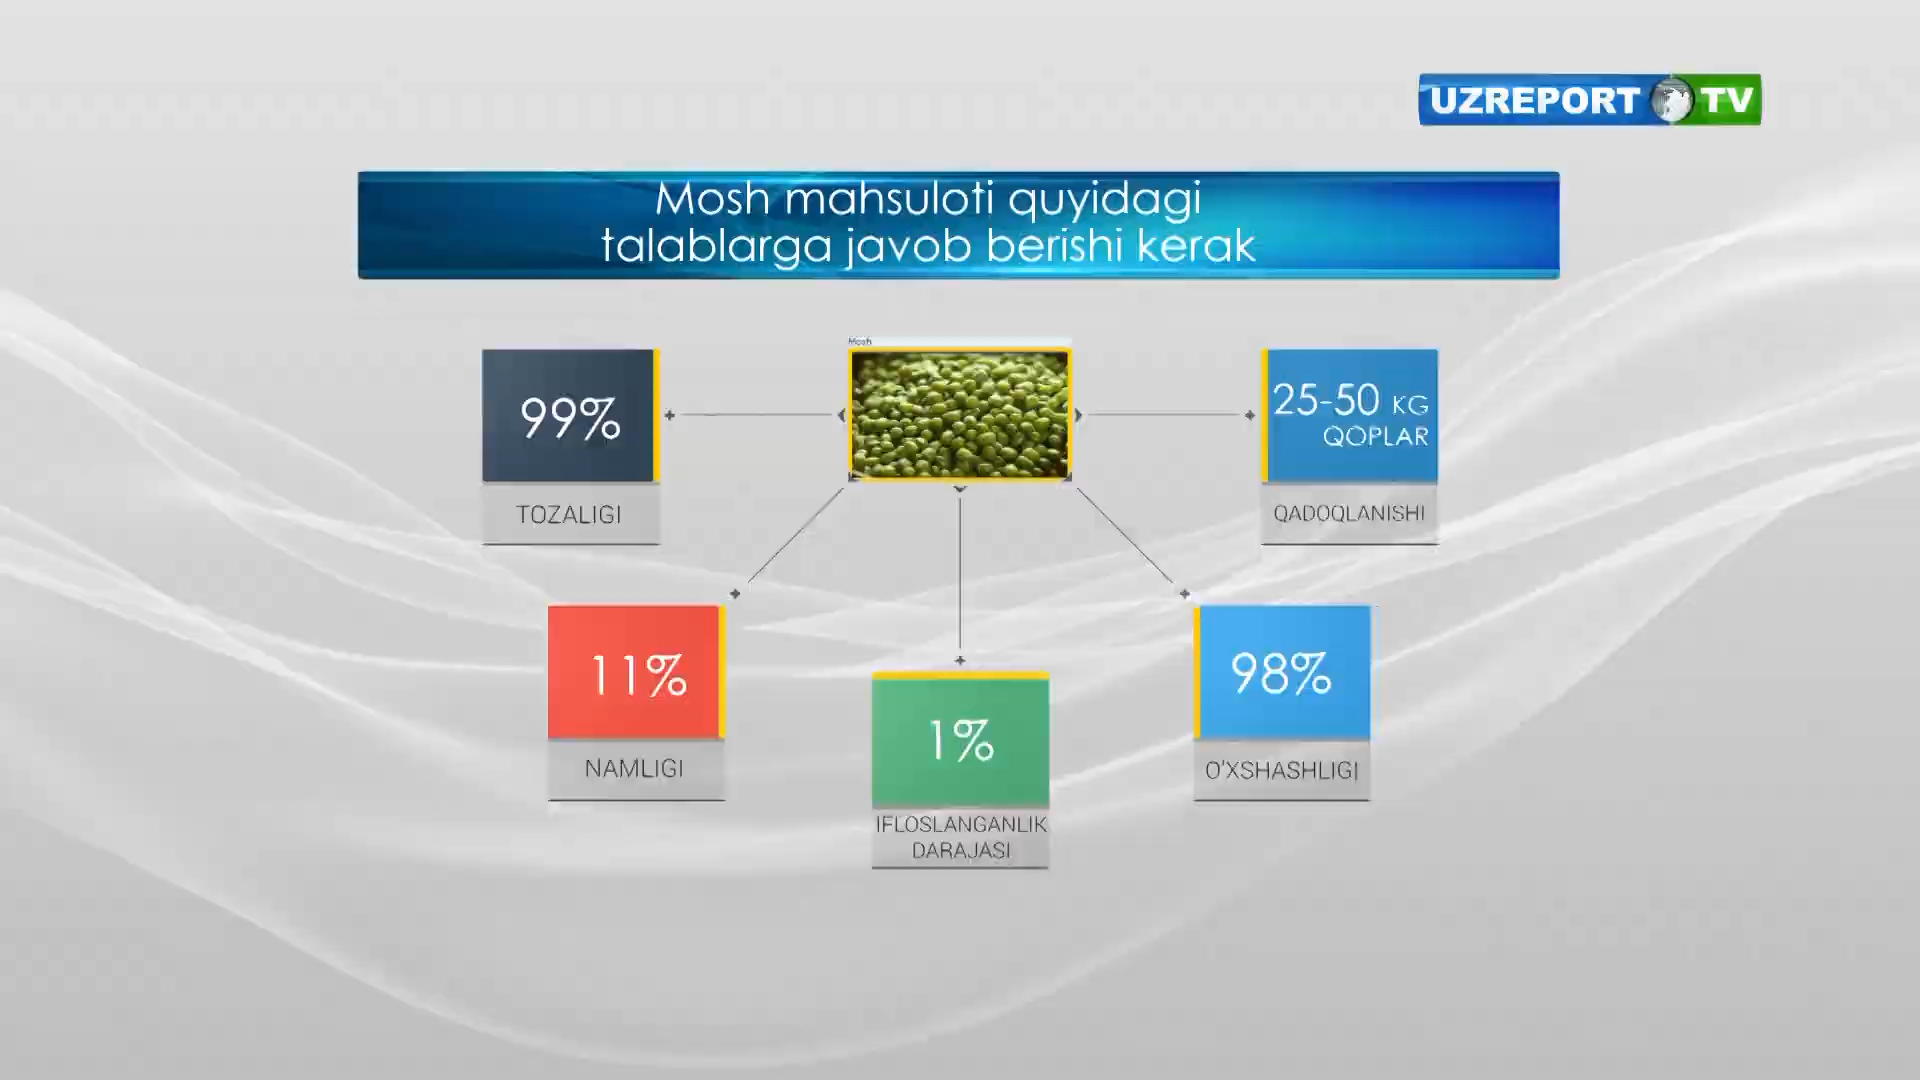 UZREPORT TV
Mosh mahsuloti quyidagi
talablarga javob berishi kerak
Mosh
99%
TOZALIGI
25-50 KG
QOPLAR
QADOQLANISHI
11%
NAMLIGI
1%
IFLOSLANGANLIK
DARAJASI
98%
O'XSHASHLIGI